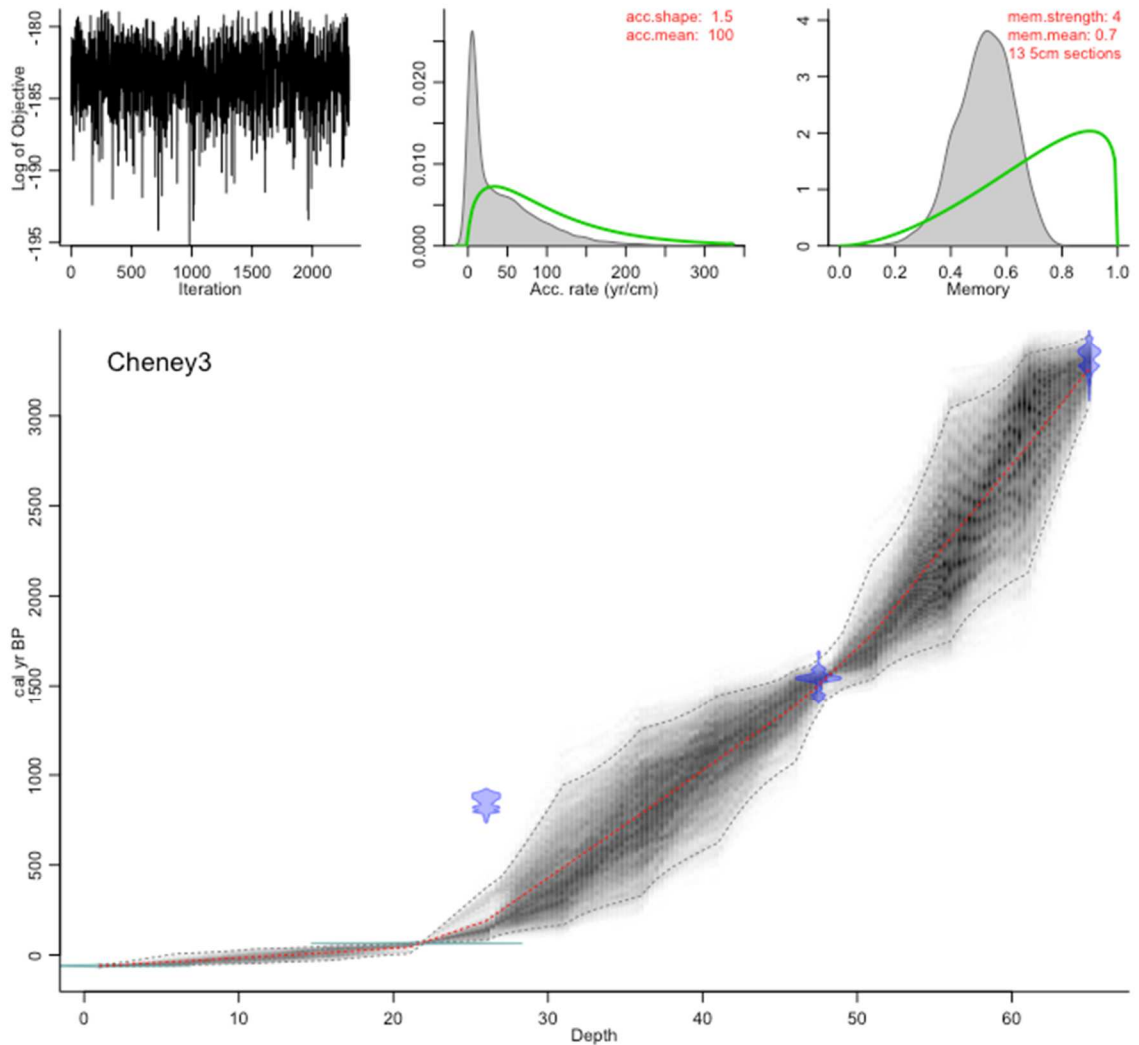 -180
-185
-190
-195
Log of Objective
0 500 1000 1500 2000
Iteration
acc.shape: 1.5
acc.mean: 100
0.020
0.010
0.000
0 50 100 200 300
Acc. rate (yr/cm)
mem.strength: 4
mem.mean: 0.7
13 5cm sections
4
3
2
1
0
0.0 0.2 0.4 0.6 0.8 1.0
Memory
Cheney3
3000
2500
2000
1500
1000
500
0
cal yr BP
0 10 20 30 40 50 60
Depth